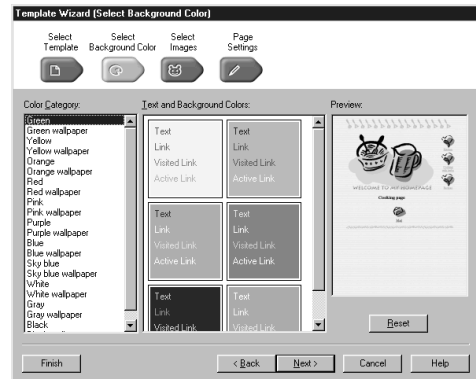 Template Wizard (Select Background Color)
Select Template
Select Background Color
Select Images
Page Settings
Color Category:
Text and Background Colors:
Preview:
Green
Green wallpaper
Yellow
Yellow wallpaper
Orange
Orange wallpaper
Red
Red wallpaper
Pink
Pink wallpaper
Purple
Purple wallpaper
Blue
Blue wallpaper
Sky blue
Sky blue wallpaper
White
White wallpaper
Gray
Gray wallpaper
Black
Text
Link
Visited Link
Active Link
Text
Link
Visited Link
Active Link
Text
Link
Visited Link
Active Link
Text
Link
Visited Link
Active Link
Text
Link
Visited Link
Text
Link
Visited Link
WELCOME TO MY HOMEPAGE
Cooking page
Reset
Finish
< Back
Next >
Cancel
Help